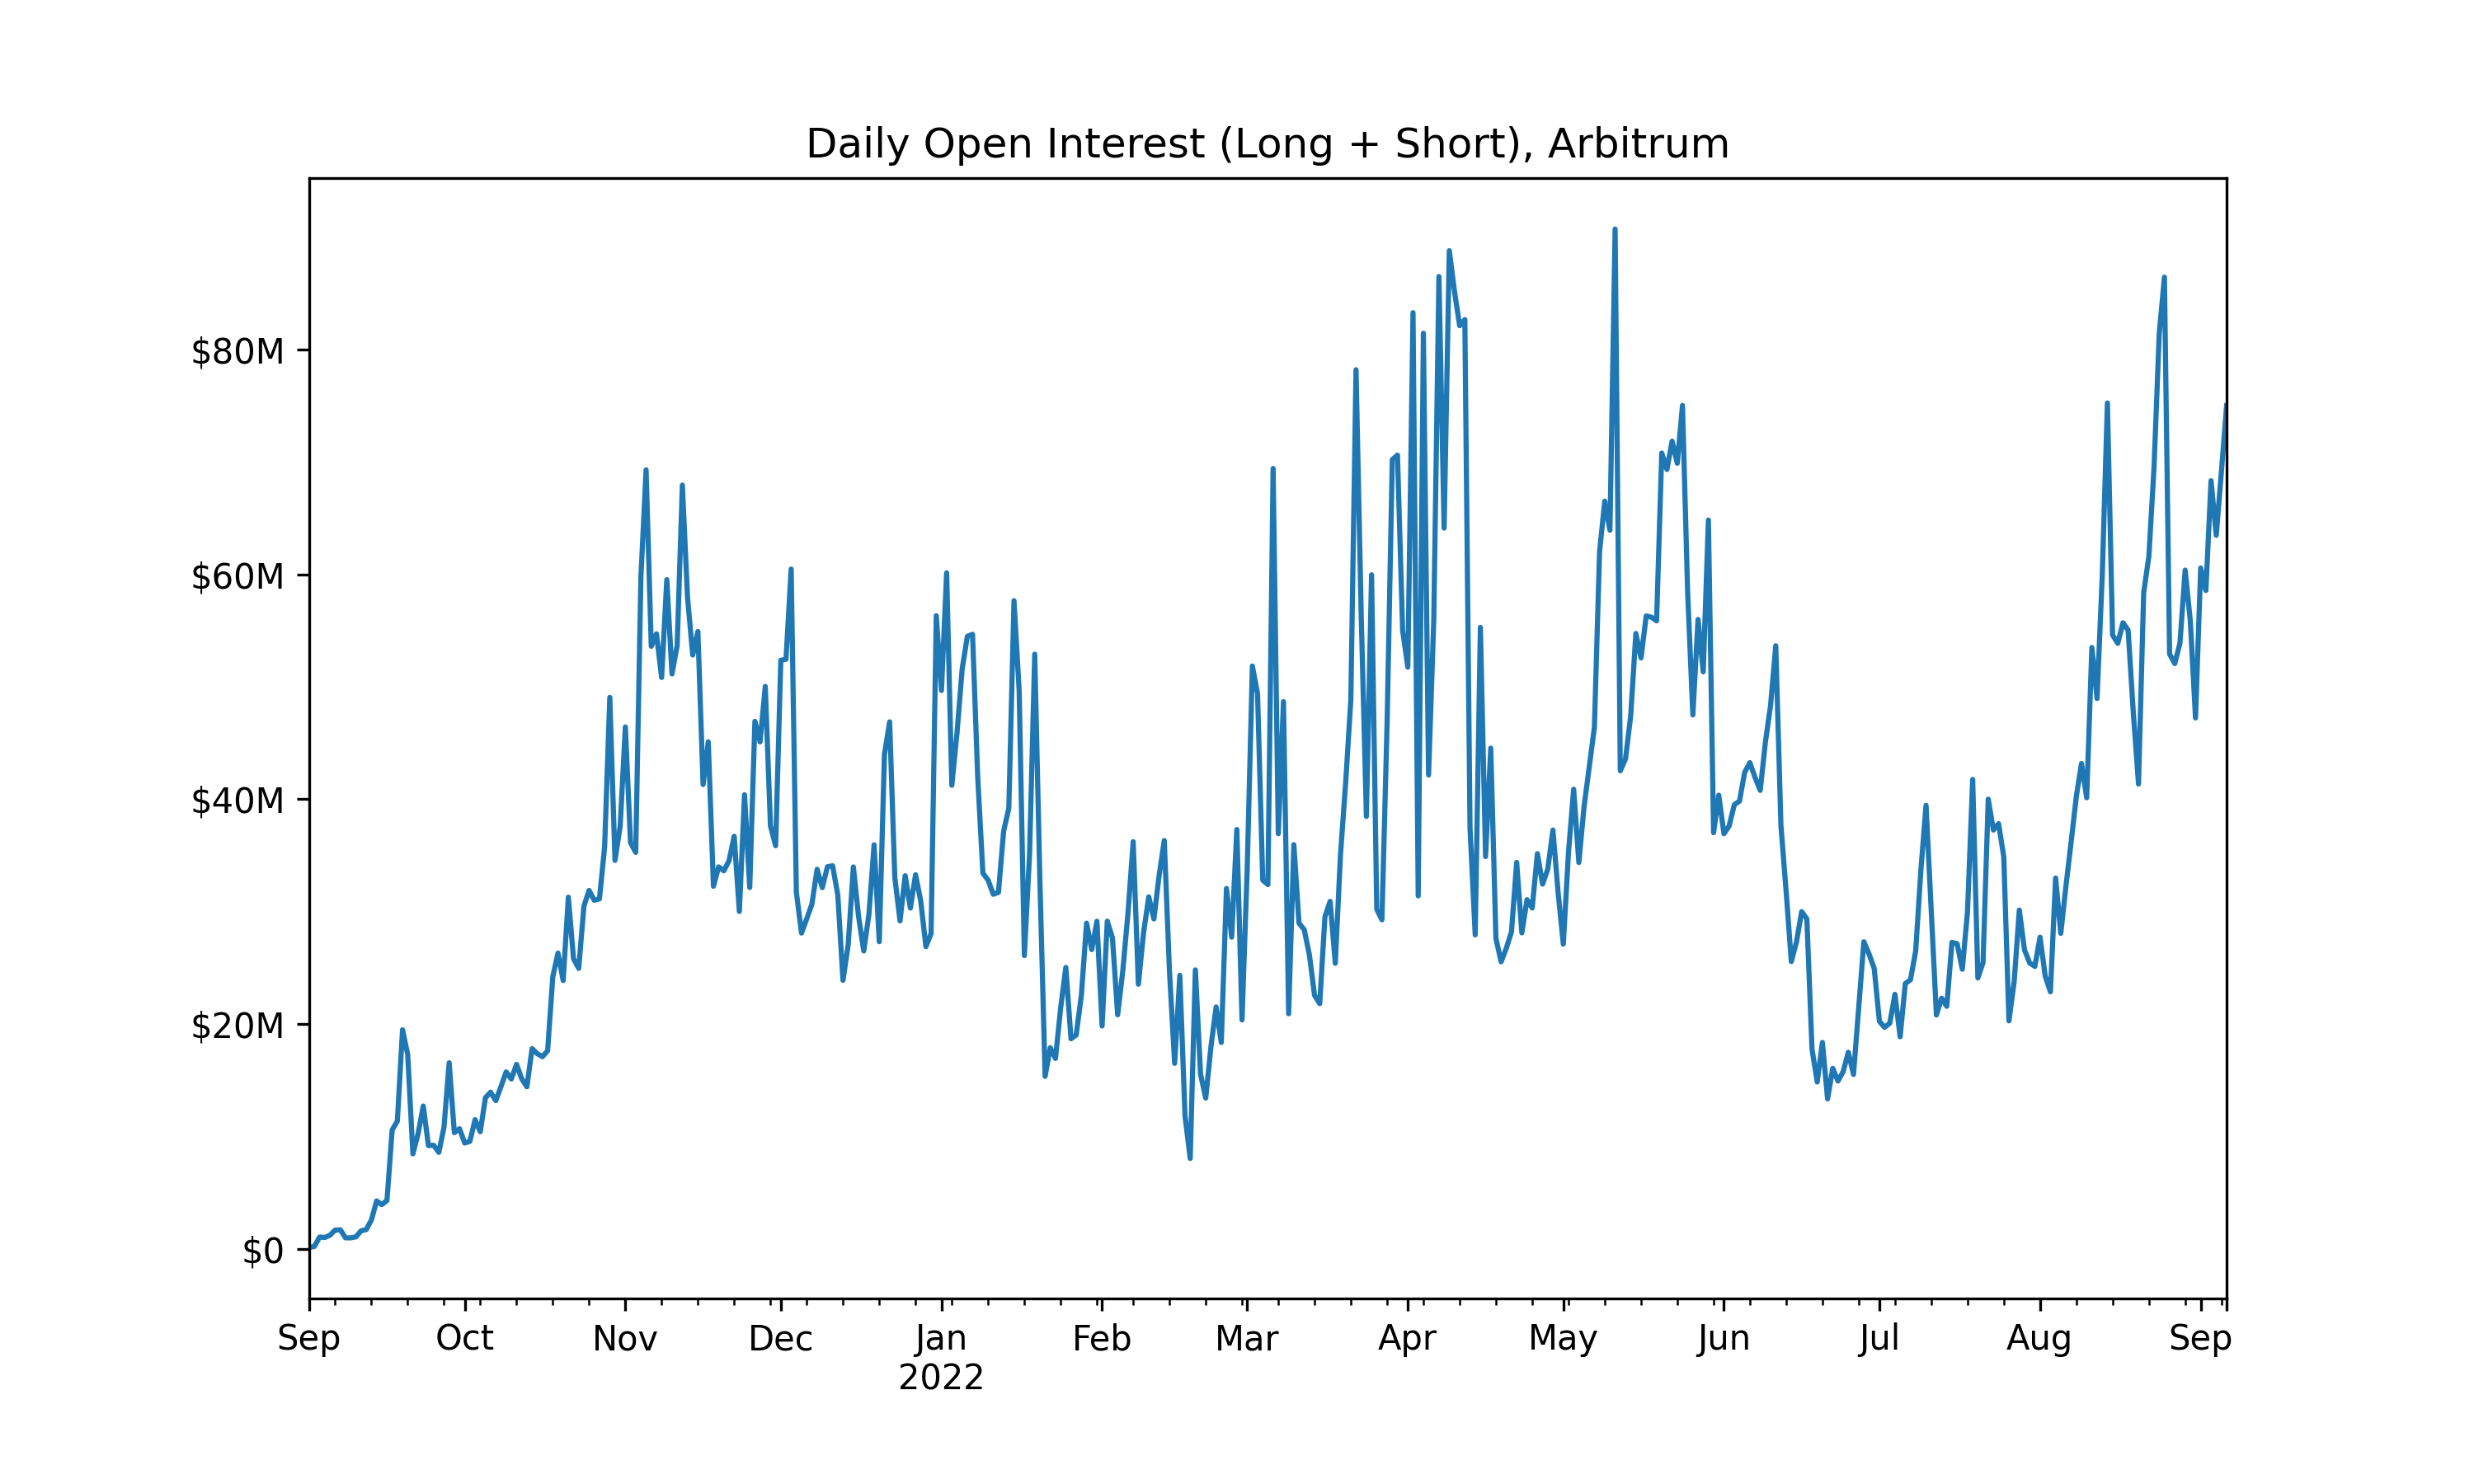 Daily Open Interest (Long + Short), Arbitrum
$80M
$60M
$40M
$20M
$0
Sep Oct Nov Dec Jan Feb Mar Apr May Jun Jul Aug Sep
2022